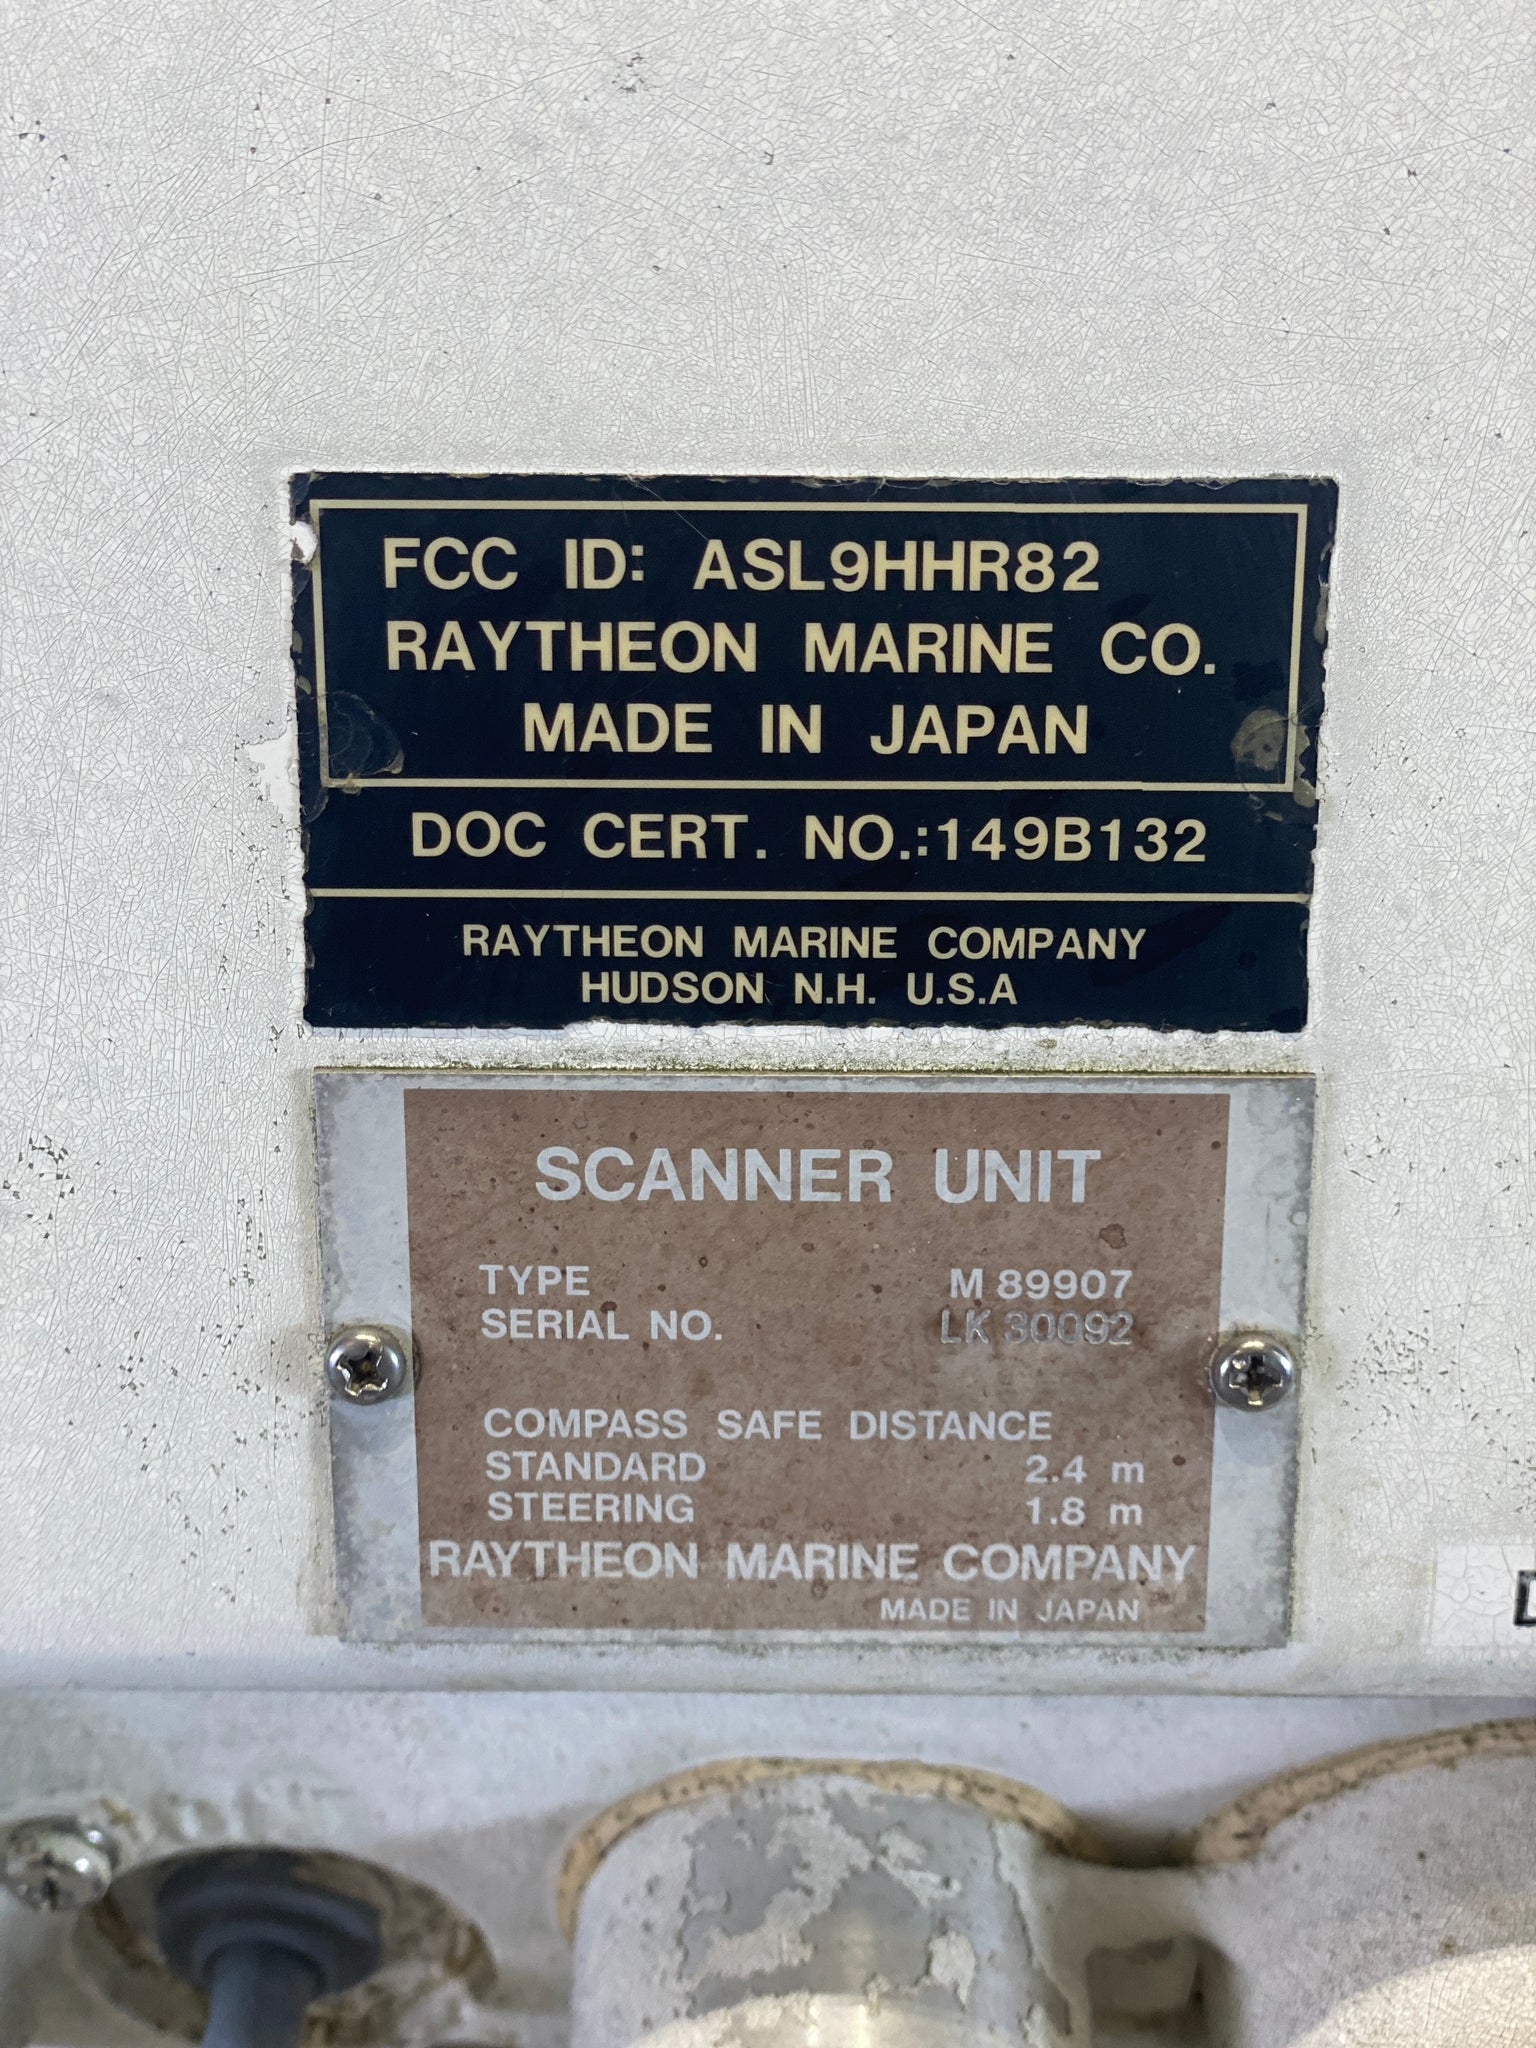 FCC ID: ASL9HHR82
RAYTHEON MARINE CO.
MADE IN JAPAN
DOC CERT. NO.:149B132
RAYTHEON MARINE COMPANY
HUDSON N.H. U.S.A
SCANNER UNIT
TYPE M 89907
SERIAL NO. LK 30092
COMPASS SAFE DISTANCE
STANDARD 2.4 m
STEERING 1.8 m
RAYTHEON MARINE COMPANY
MADE IN JAPAN